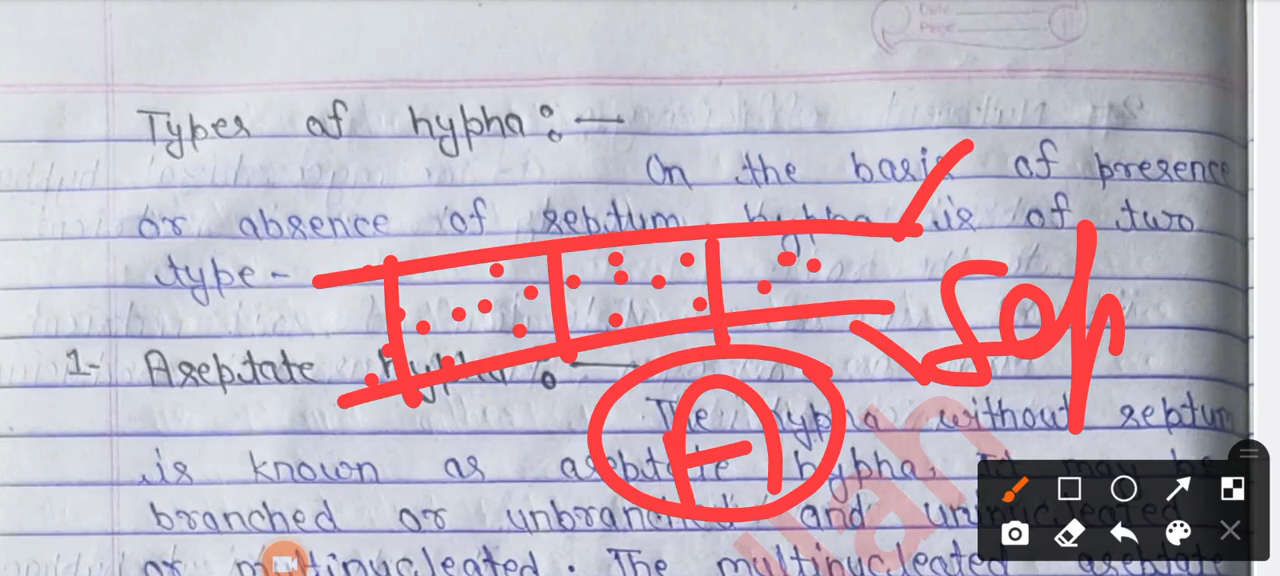 Date
Page
Types of hypha :-
On the basis of presence
or absence of septum hypha is of two
type -
Sep
1- Aseptate hypha :-
A
The hypha without septum
is known as aseptate hypha. It may be
branched or unbranched and uninucleated
or multinucleated. The multinucleated aseptate